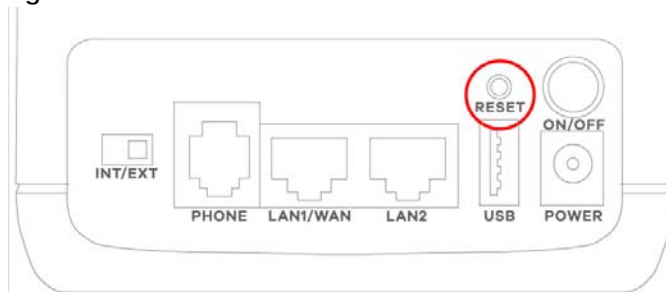 RESET
ON/OFF
INT/EXT
PHONE LAN1/WAN LAN2 USB POWER